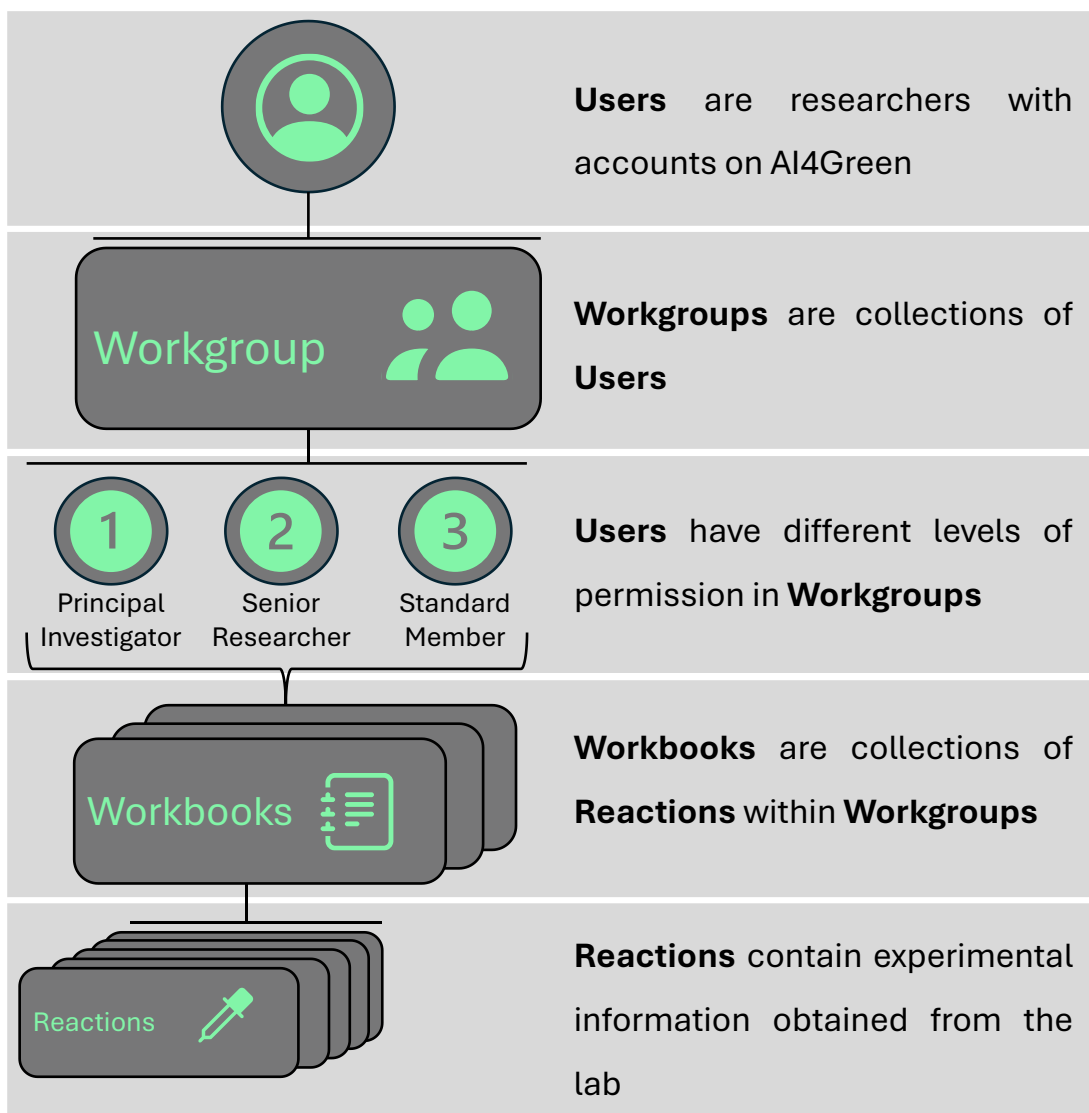 Users are researchers with
accounts on AI4Green
Workgroup
Workgroups are collections of
Users
1
2
3
Principal
Investigator
Senior
Researcher
Standard
Member
Users have different levels of
permission in Workgroups
Workbooks
Workbooks are collections of
Reactions within Workgroups
Reactions
Reactions contain experimental
information obtained from the
lab